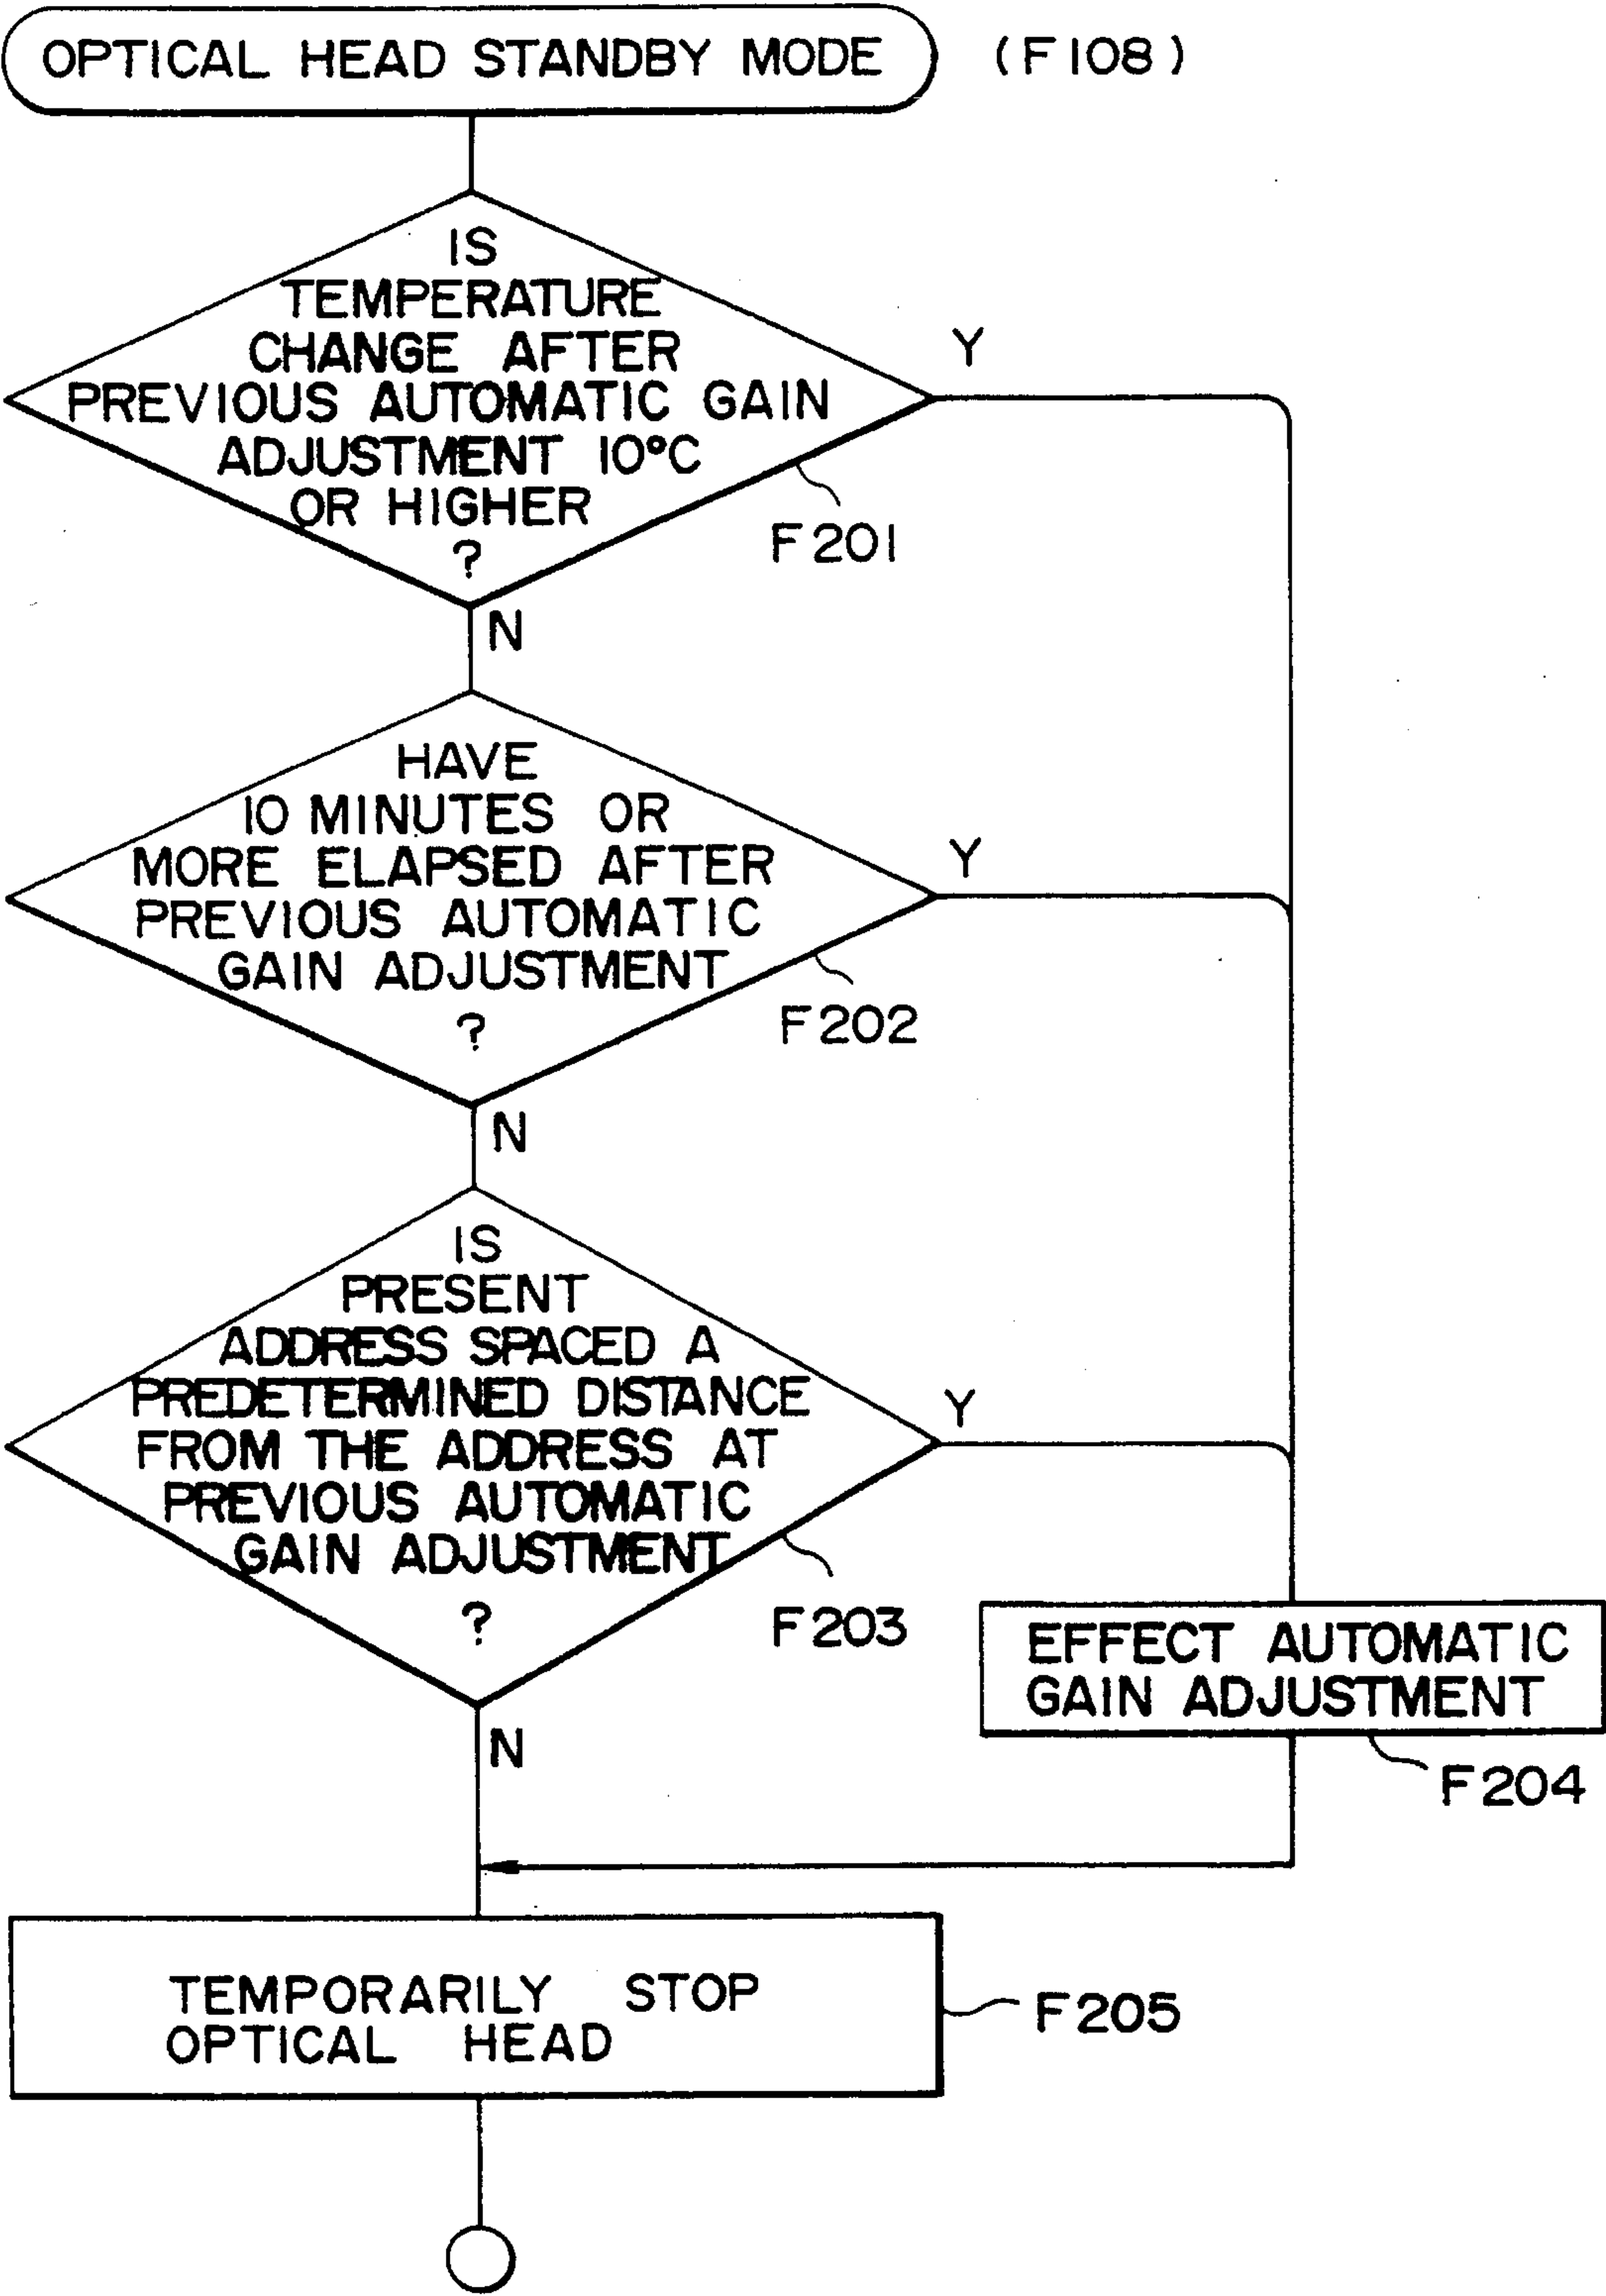 OPTICAL HEAD STANDBY MODE (F108)
IS
TEMPERATURE
CHANGE AFTER
PREVIOUS AUTOMATIC GAIN
ADJUSTMENT 10°C
OR HIGHER
?
Y
F201
N
HAVE
10 MINUTES OR
MORE ELAPSED AFTER
PREVIOUS AUTOMATIC
GAIN ADJUSTMENT
?
Y
F202
N
IS
PRESENT
ADDRESS SPACED A
PREDETERMINED DISTANCE
FROM THE ADDRESS AT
PREVIOUS AUTOMATIC
GAIN ADJUSTMENT
?
Y
F203
EFFECT AUTOMATIC
GAIN ADJUSTMENT
F204
N
TEMPORARILY STOP
OPTICAL HEAD
F205